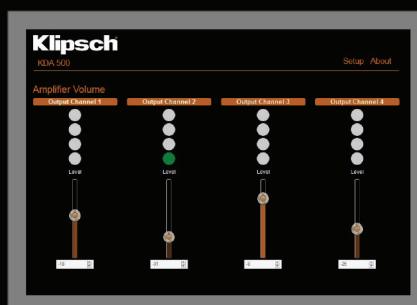 Klipsch
KDA 500
Setup About
Amplifier Volume
Output Channel 1 Output Channel 2 Output Channel 3 Output Channel 4
Level Level Level Level